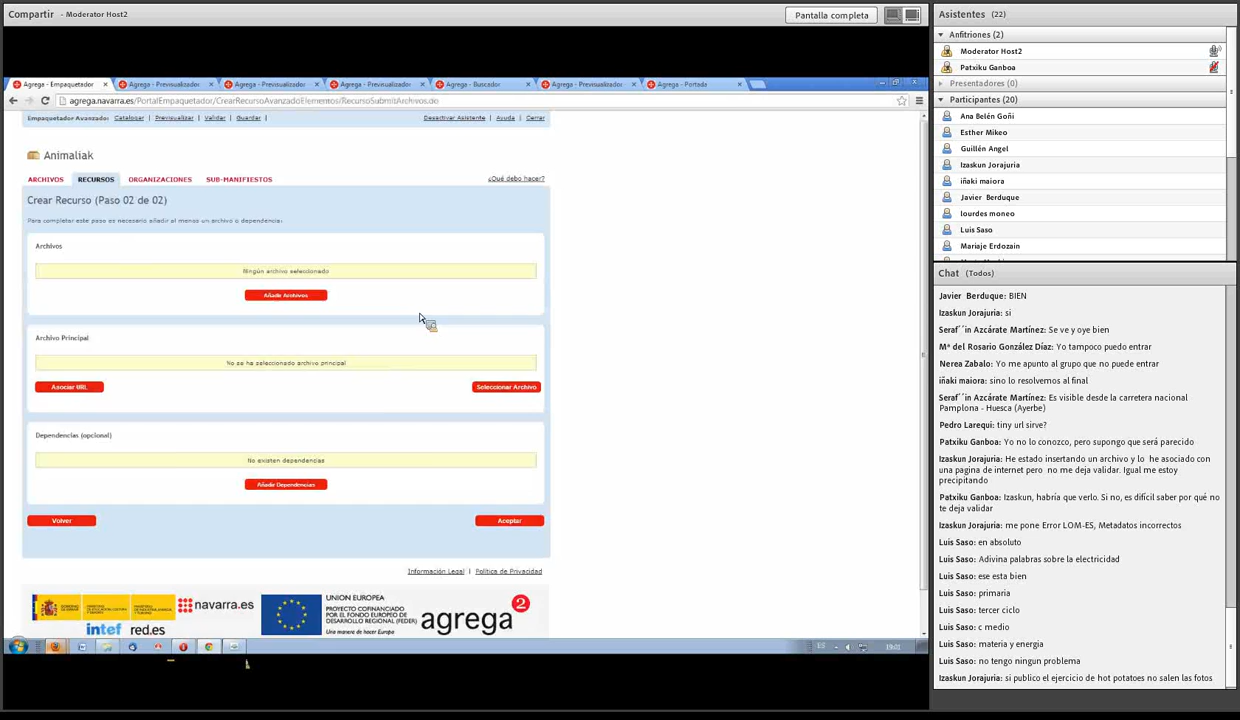 Compartir - Moderator Host2
Pantalla completa
Agrega - Empaquetador
Agrega - Previsualizador
Agrega - Previsualizador
Agrega - Previsualizador
Agrega - Buscador
Agrega - Previsualizador
Agrega - Portada
agrega.navarra.es/PortalEmpaquetador/CrearRecursoAvanzadoElementos/RecursoSubmitArchivos.do
Empaquetador Avanzado: Catalogar | Previsualizar | Validar | Guardar |
Desactivar Asistente | Ayuda | Cerrar
Animaliak
ARCHIVOS RECURSOS ORGANIZACIONES SUB-MANIFIESTOS
¿Qué debo hacer?
Crear Recurso (Paso 02 de 02)
Para completar este paso es necesario añadir al menos un archivo o dependencia:
Archivos
Ningún archivo seleccionado
Añadir Archivos
Archivo Principal
No se ha seleccionado archivo principal
Asociar URL
Seleccionar Archivo
Dependencias (opcional)
No existen dependencias
Añadir Dependencias
Volver
Aceptar
Información Legal | Política de Privacidad
navarra.es
intef red.es
UNION EUROPEA
PROYECTO COFINANCIADO
POR EL FONDO EUROPEO DE
DESARROLLO REGIONAL (FEDER)
Una manera de hacer Europa
agrega 2
Asistentes (22)
Anfitriones (2)
Moderator Host2
Patxiku Ganboa
Presentadores (0)
Participantes (20)
Ana Belén Goñi
Esther Mikeo
Guillén Angel
Izaskun Jorajuria
iñaki maiora
Javier Berduque
lourdes moneo
Luis Saso
Mariaje Erdozain
Chat (Todos)
Javier Berduque: BIEN
Izaskun Jorajuria: si
Seraf´´in Azcárate Martínez: Se ve y oye bien
Mª del Rosario González Díaz: Yo tampoco puedo entrar
Nerea Zabalo: Yo me apunto al grupo que no puede entrar
iñaki maiora: sino lo resolvemos al final
Seraf´´in Azcárate Martínez: Es visible desde la carretera nacional
Pamplona - Huesca (Ayerbe)
Pedro Larequi: tiny url sirve?
Patxiku Ganboa: Yo no lo conozco, pero supongo que será parecido
Izaskun Jorajuria: He estado insertando un archivo y lo he asociado con
una pagina de internet pero no me deja validar. Igual me estoy
precipitando
Patxiku Ganboa: Izaskun, habría que verlo. Si no, es difícil saber por qué no
te deja validar
Izaskun Jorajuria: me pone Error LOM-ES, Metadatos incorrectos
Luis Saso: en absoluto
Luis Saso: Adivina palabras sobre la electricidad
Luis Saso: ese esta bien
Luis Saso: primaria
Luis Saso: tercer ciclo
Luis Saso: c medio
Luis Saso: materia y energia
Luis Saso: no tengo ningun problema
Izaskun Jorajuria: si publico el ejercicio de hot potatoes no salen las fotos